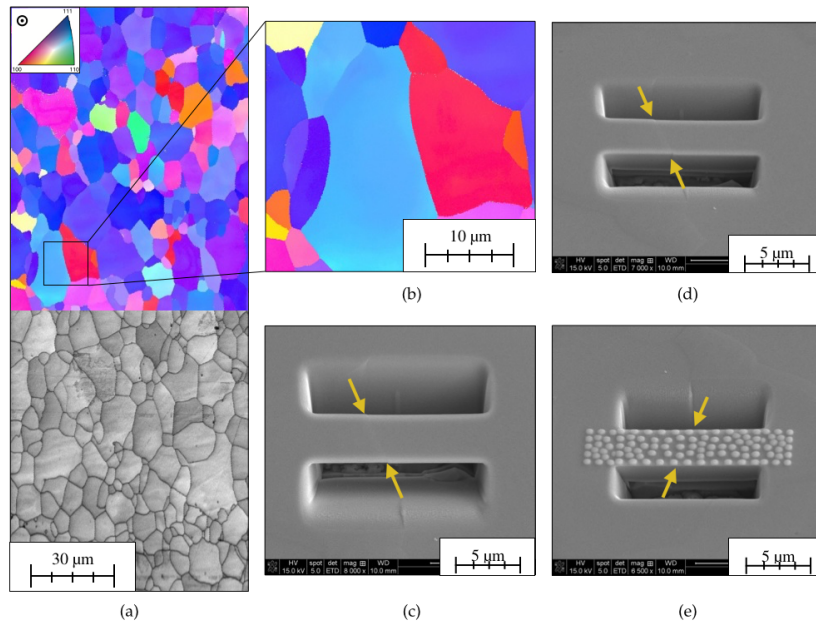 111
100
110
30 µm
(a)
10 µm
(b)
HV spot det mag ⊞ WD
15.0 kV 5.0 ETD 8 000 x 10.0 mm
5 µm
(c)
HV spot det mag ⊞ WD
15.0 kV 5.0 ETD 7 000 x 10.0 mm
5 µm
(d)
HV spot det mag ⊞ WD
15.0 kV 5.0 ETD 6 500 x 10.0 mm
5 µm
(e)